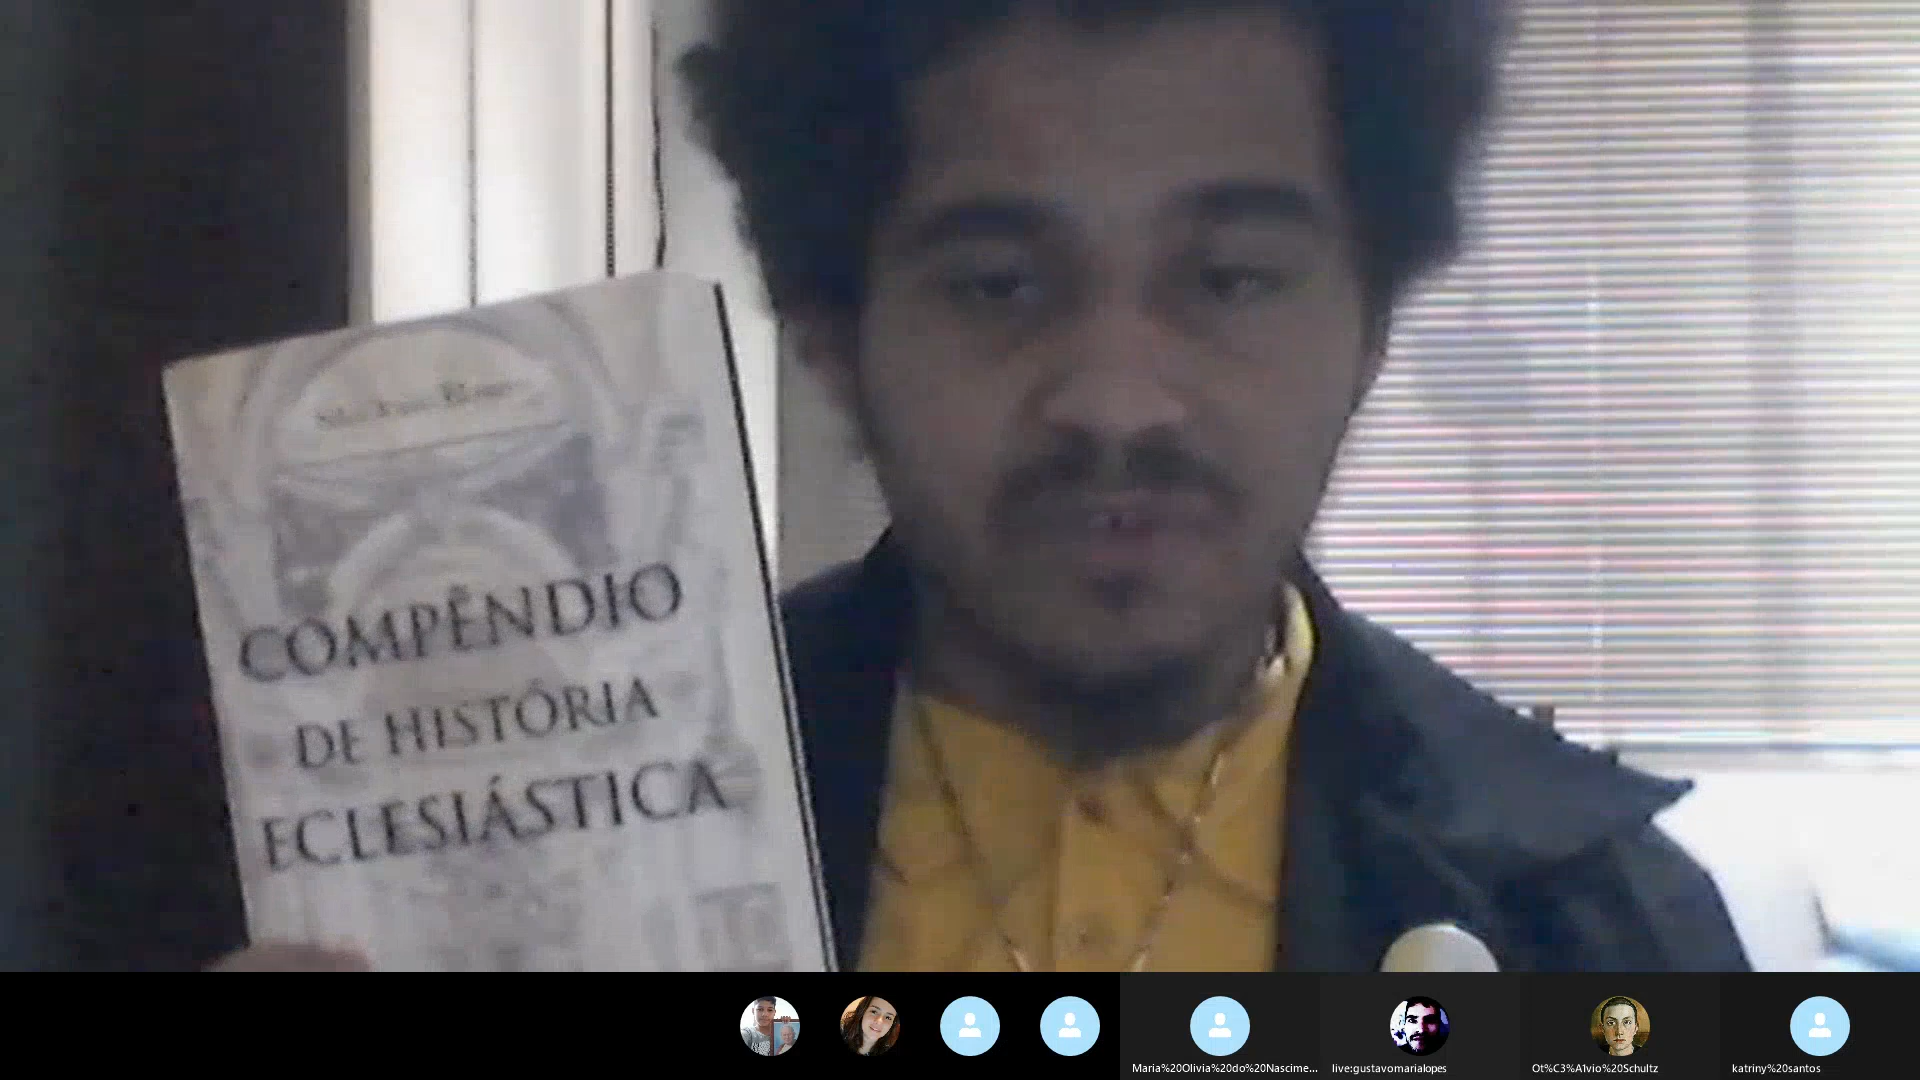 COMPÊNDIO
DE HISTÓRIA
ECLESIÁSTICA
Maria%20Olivia%20do%20Nascime...
live:gustavomarialopes
Ot%C3%A1vio%20Schultz
katriny%20santos